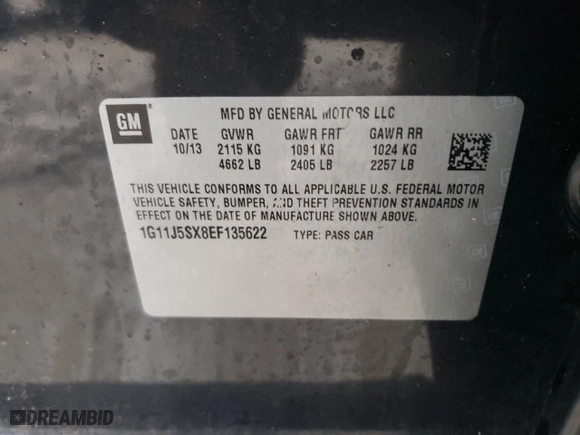 GM
MFD BY GENERAL MOTORS LLC
DATE GVWR GAWR FRT GAWR RR
10/13 2115 KG 1091 KG 1024 KG
4662 LB 2405 LB 2257 LB
THIS VEHICLE CONFORMS TO ALL APPLICABLE U.S. FEDERAL MOTOR
VEHICLE SAFETY, BUMPER, AND THEFT PREVENTION STANDARDS IN
EFFECT ON THE DATE OF MANUFACTURE SHOWN ABOVE.
1G11J5SX8EF135622 TYPE: PASS CAR
DREAMBID